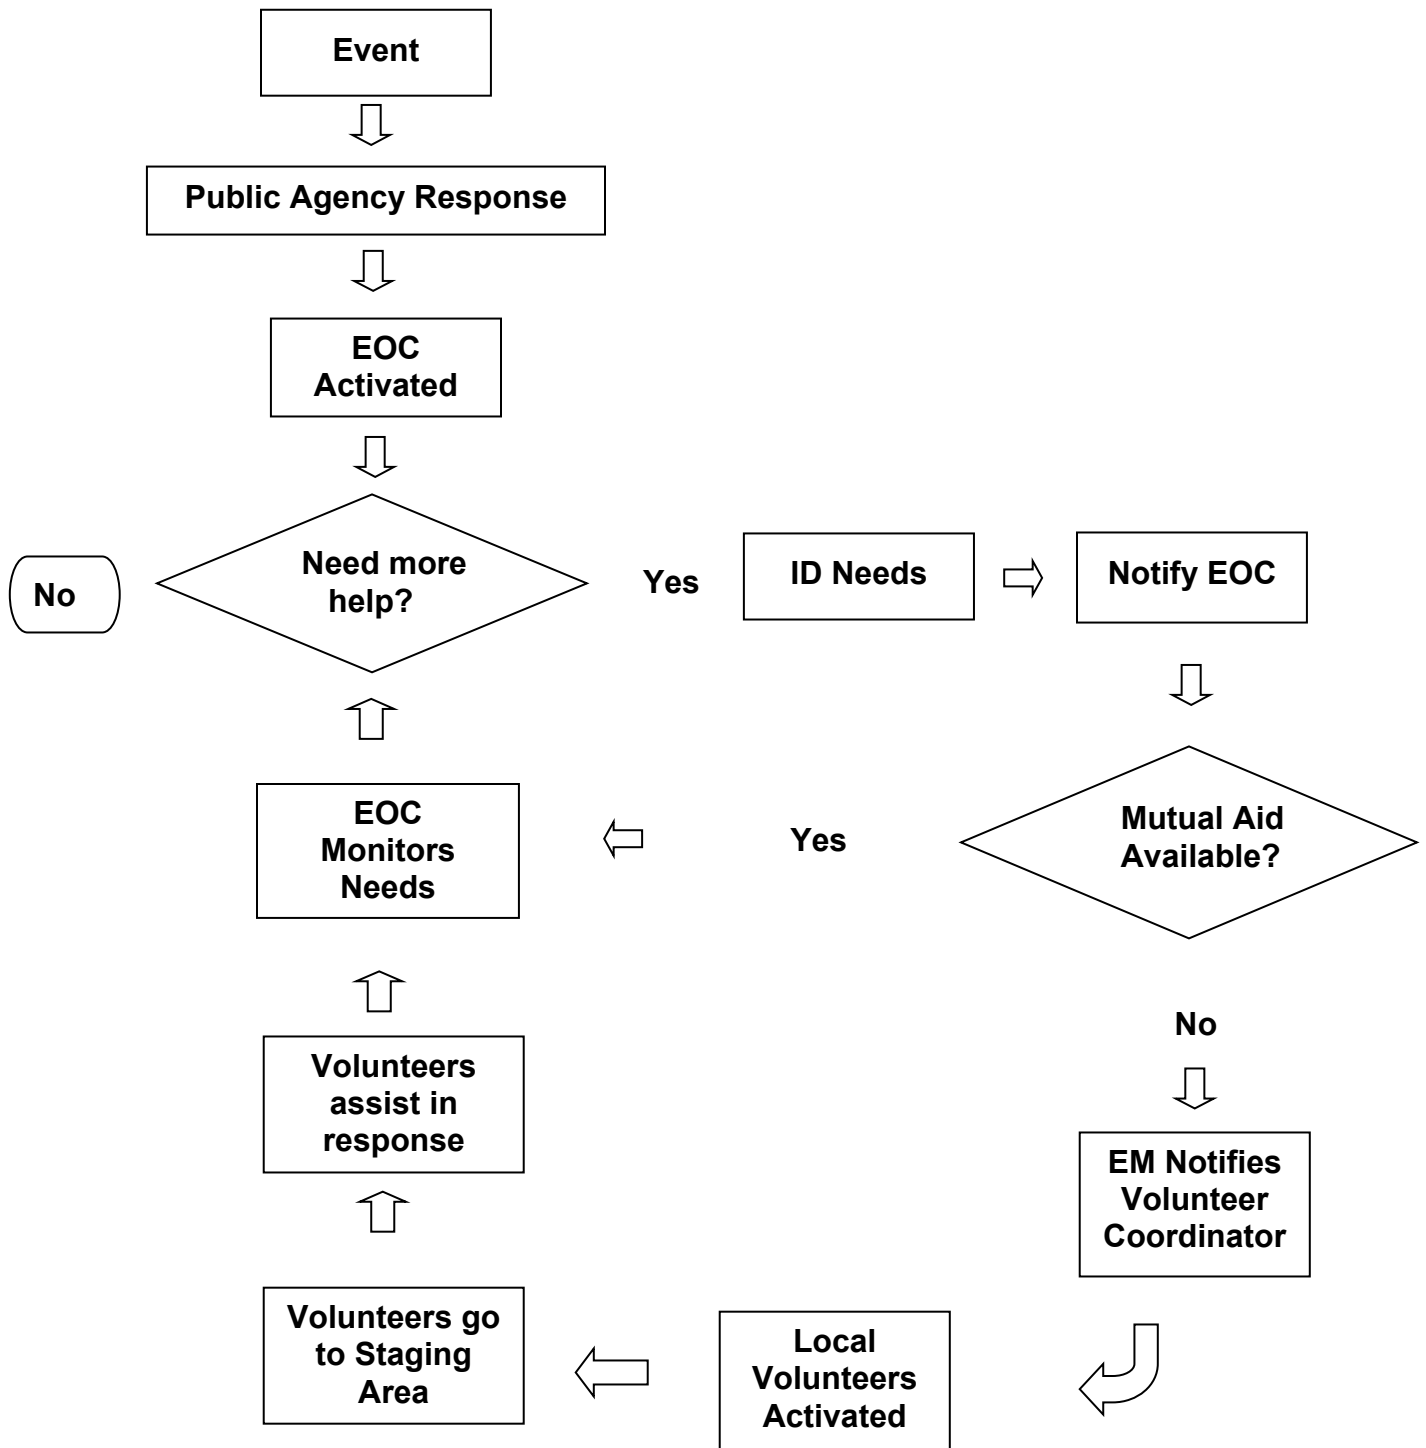 Event
Public Agency Response
EOC
Activated
Need more
help?
No
Yes
ID Needs
Notify EOC
Mutual Aid
Available?
Yes
EOC
Monitors
Needs
No
Volunteers
assist in
response
EM Notifies
Volunteer
Coordinator
Volunteers go
to Staging
Area
Local
Volunteers
Activated